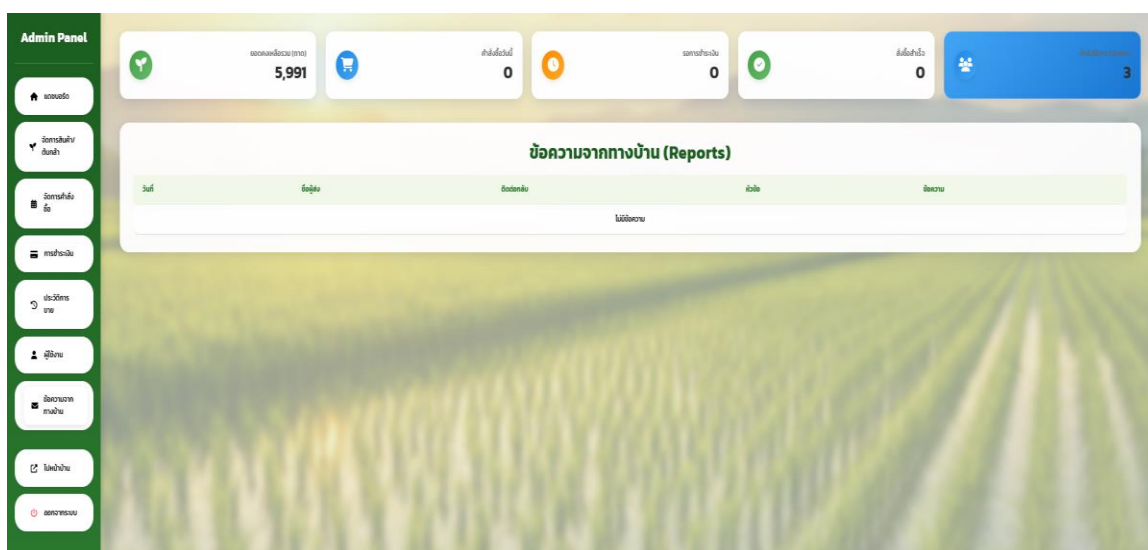 Admin Panel
แดชบอร์ด
จัดการสินค้า/
ต้นกล้า
จัดการคำสั่ง
ซื้อ
การชำระเงิน
ประวัติการ
ขาย
ผู้ใช้งาน
ข้อความจาก
ทางบ้าน
ไปหน้าบ้าน
ออกจากระบบ
ยอดคงเหลือรวม (ถาด)
5,991
คำสั่งซื้อวันนี้
0
รอการชำระเงิน
0
สั่งซื้อสำเร็จ
0
3
ข้อความจากทางบ้าน (Reports)
วันที่ ชื่อผู้ส่ง ติดต่อกลับ หัวข้อ ข้อความ
ไม่มีข้อความ